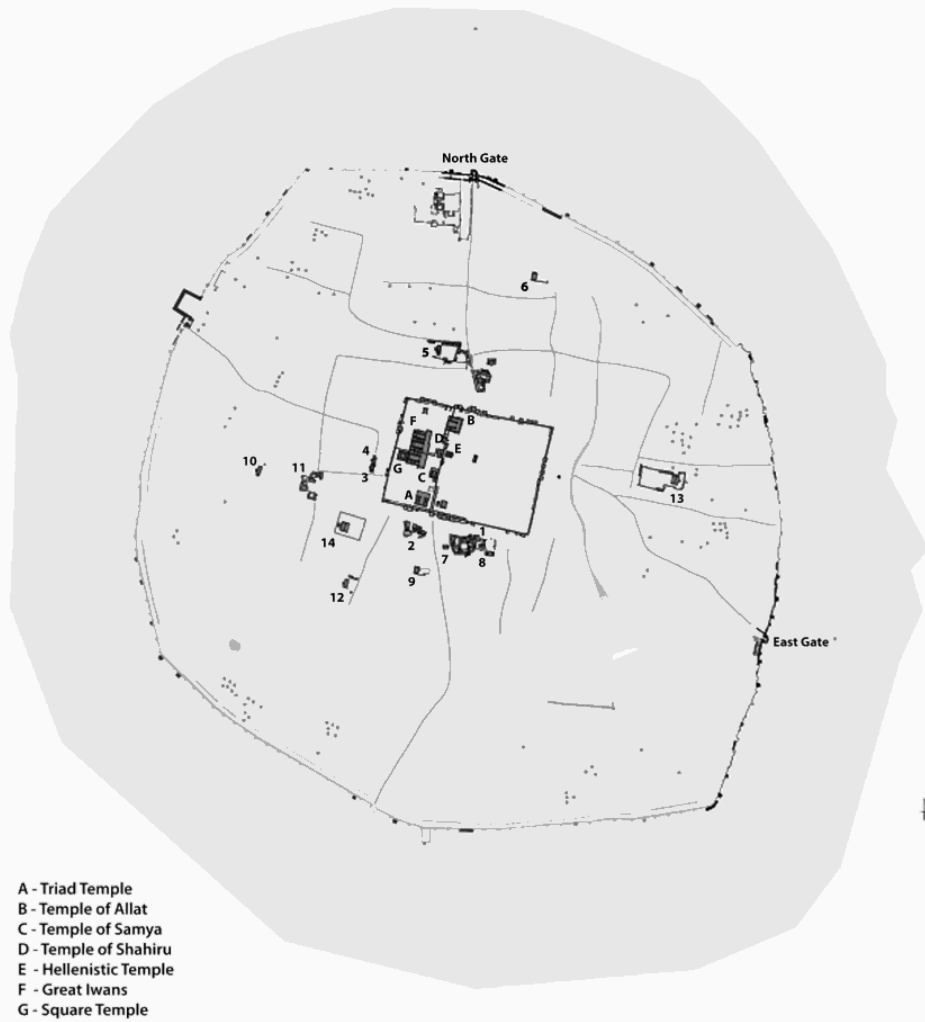 North Gate
6
5
B
F
D
E
4
G
10
11
3
C
13
A
14
2
1
7
8
9
12
East Gate
A - Triad Temple
B - Temple of Allat
C - Temple of Samya
D - Temple of Shahiru
E - Hellenistic Temple
F - Great Iwans
G - Square Temple